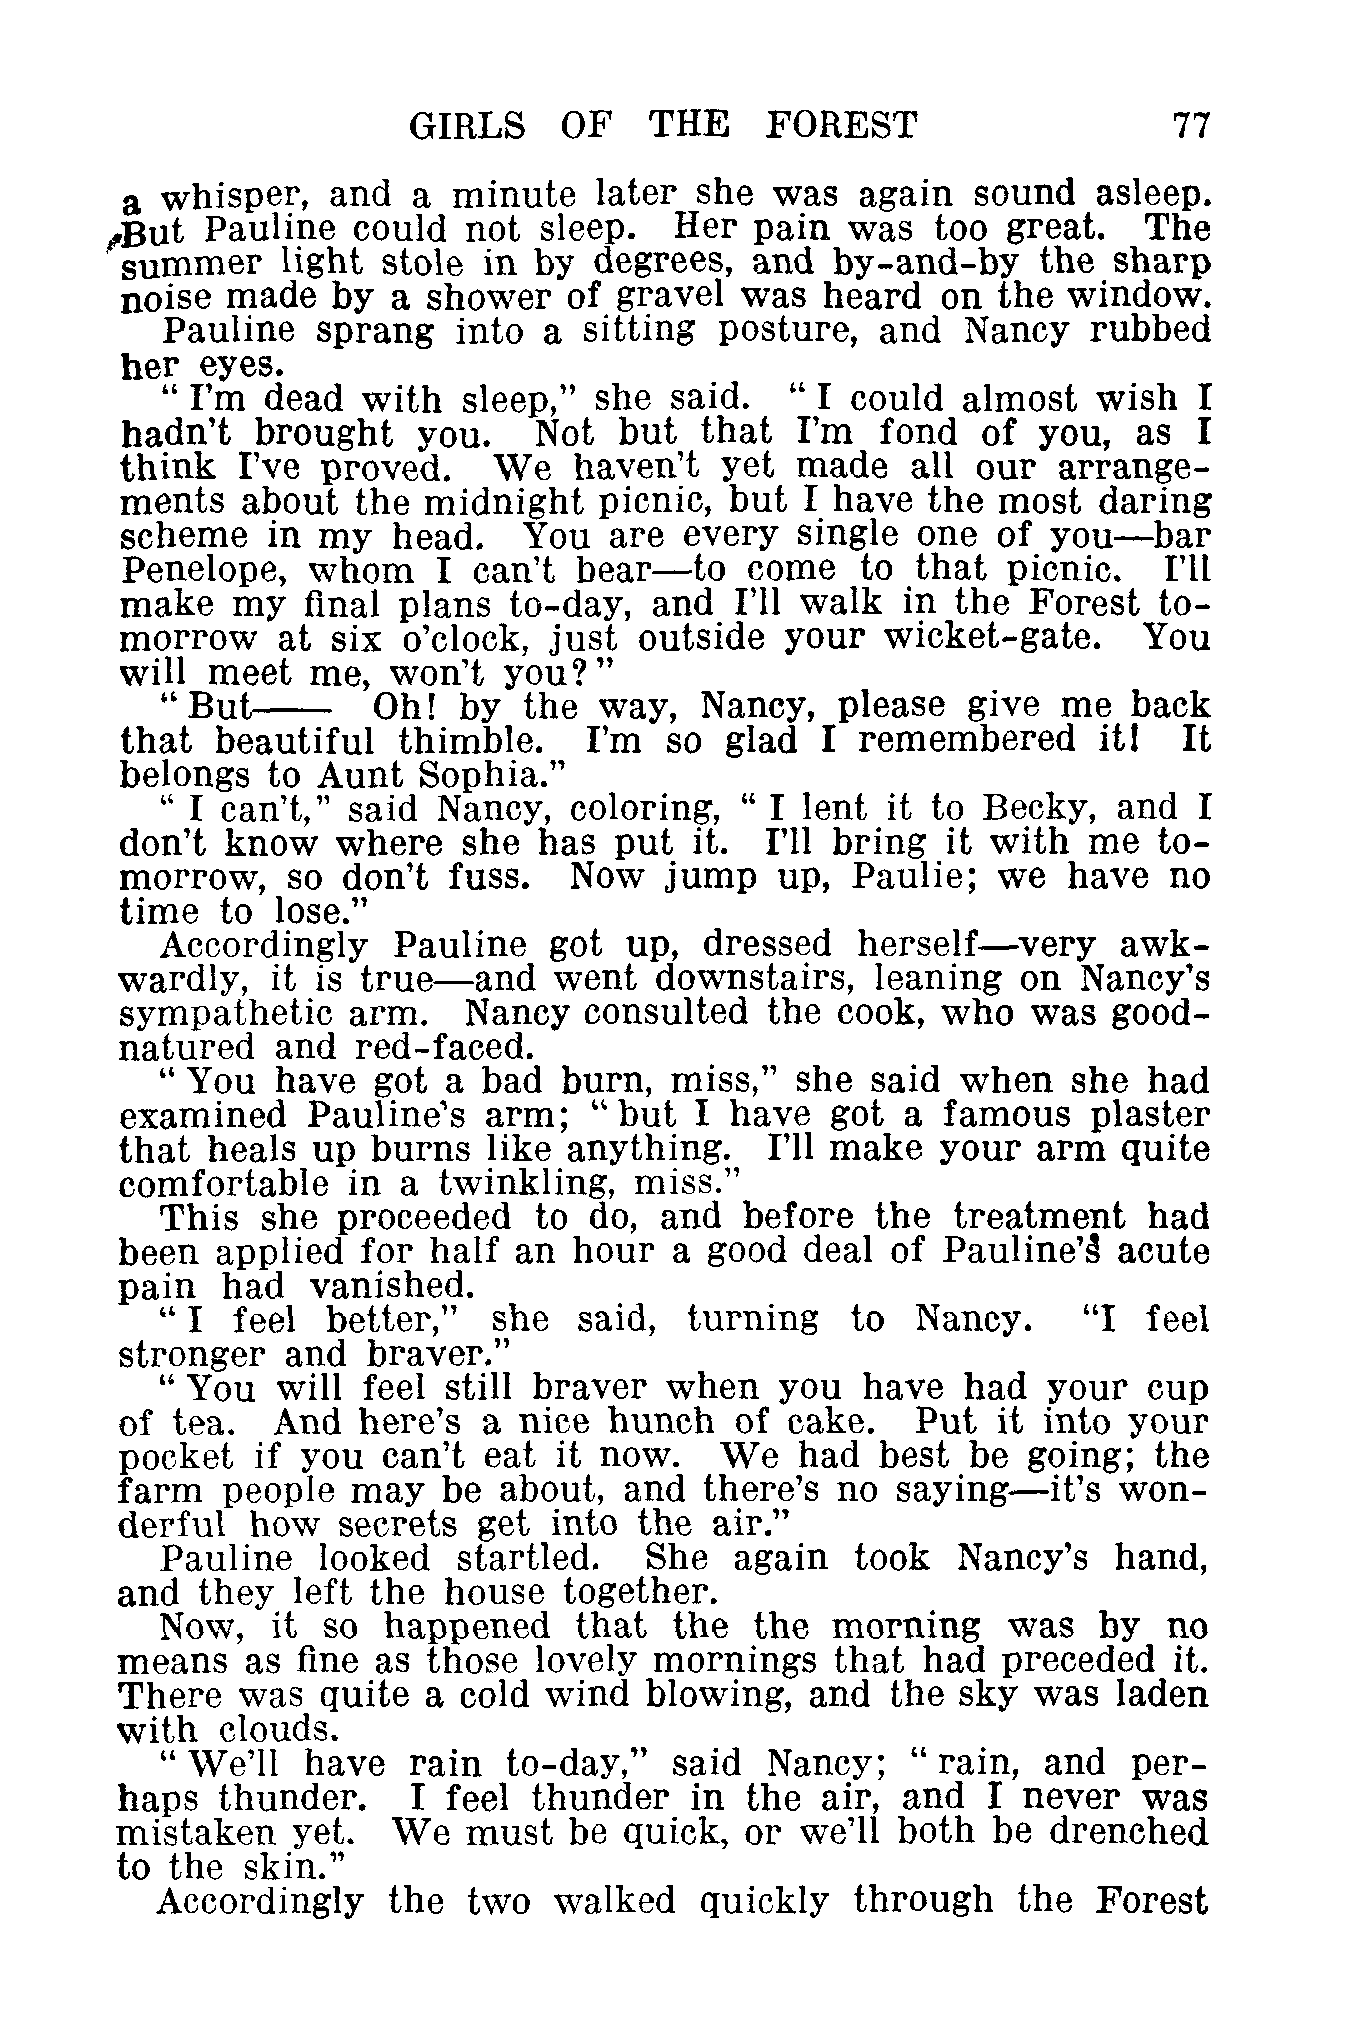 GIRLS OF THE FOREST 77
a whisper, and a minute later she was again sound asleep.
But Pauline could not sleep. Her pain was too great. The
summer light stole in by degrees, and by-and-by the sharp
noise made by a shower of gravel was heard on the window.
Pauline sprang into a sitting posture, and Nancy rubbed
her eyes.
“ I’m dead with sleep,” she said. “ I could almost wish I
hadn’t brought you. Not but that I’m fond of you, as I
think I’ve proved. We haven’t yet made all our arrange-
ments about the midnight picnic, but I have the most daring
scheme in my head. You are every single one of you—bar
Penelope, whom I can’t bear—to come to that picnic. I’ll
make my final plans to-day, and I’ll walk in the Forest to-
morrow at six o’clock, just outside your wicket-gate. You
will meet me, won’t you? ”
“ But—— Oh! by the way, Nancy, please give me back
that beautiful thimble. I’m so glad I remembered it! It
belongs to Aunt Sophia.”
“ I can’t,” said Nancy, coloring, “ I lent it to Becky, and I
don’t know where she has put it. I’ll bring it with me to-
morrow, so don’t fuss. Now jump up, Paulie; we have no
time to lose.”
Accordingly Pauline got up, dressed herself—very awk-
wardly, it is true—and went downstairs, leaning on Nancy’s
sympathetic arm. Nancy consulted the cook, who was good-
natured and red-faced.
“ You have got a bad burn, miss,” she said when she had
examined Pauline’s arm; “ but I have got a famous plaster
that heals up burns like anything. I’ll make your arm quite
comfortable in a twinkling, miss.”
This she proceeded to do, and before the treatment had
been applied for half an hour a good deal of Pauline’s acute
pain had vanished.
“ I feel better,” she said, turning to Nancy. “I feel
stronger and braver.”
“ You will feel still braver when you have had your cup
of tea. And here’s a nice hunch of cake. Put it into your
pocket if you can’t eat it now. We had best be going; the
farm people may be about, and there’s no saying—it’s won-
derful how secrets get into the air.”
Pauline looked startled. She again took Nancy’s hand,
and they left the house together.
Now, it so happened that the the morning was by no
means as fine as those lovely mornings that had preceded it.
There was quite a cold wind blowing, and the sky was laden
with clouds.
“ We’ll have rain to-day,” said Nancy; “ rain, and per-
haps thunder. I feel thunder in the air, and I never was
mistaken yet. We must be quick, or we’ll both be drenched
to the skin.”
Accordingly the two walked quickly through the Forest